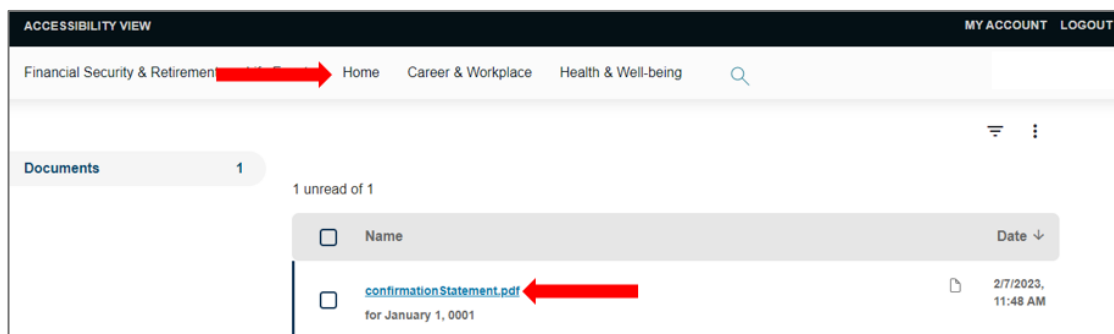 ACCESSIBILITY VIEW MY ACCOUNT LOGOUT
Financial Security & Retirement Home Career & Workplace Health & Well-being
Documents 1
1 unread of 1
Name Date
confirmationStatement.pdf 2/7/2023,
for January 1, 0001 11:48 AM